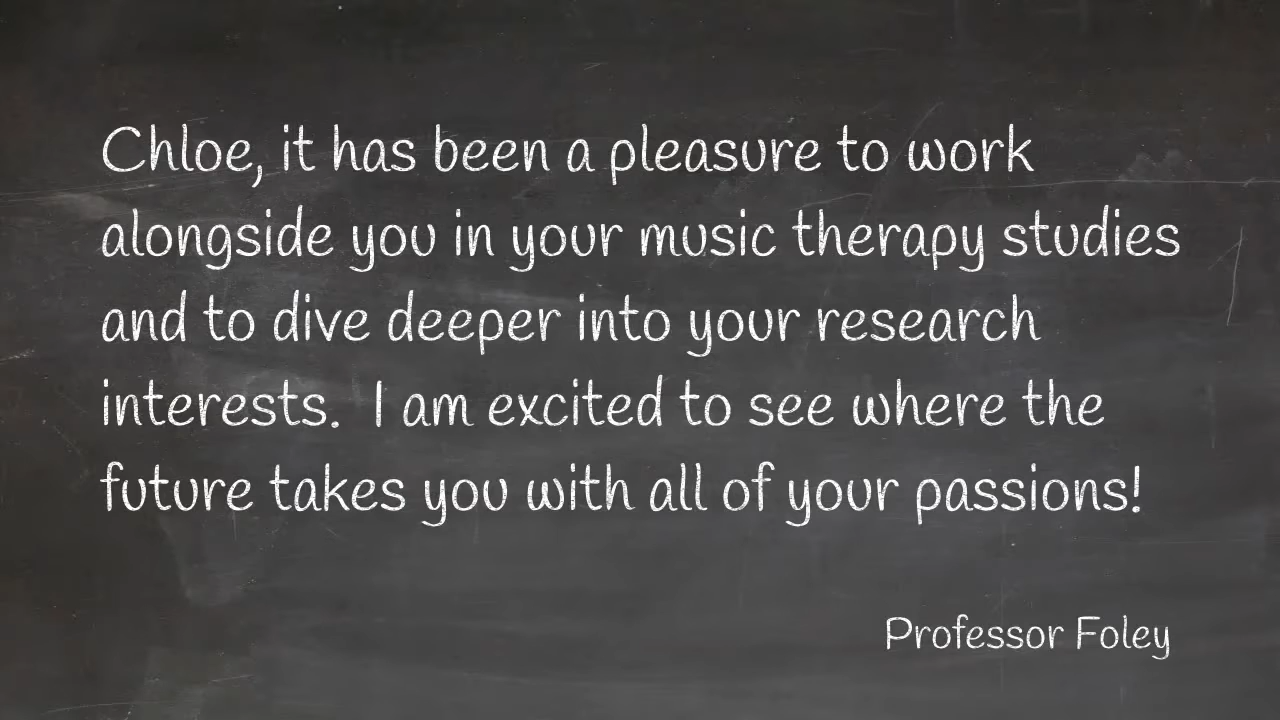 Chloe, it has been a pleasure to work
alongside you in your music therapy studies
and to dive deeper into your research
interests.  I am excited to see where the
future takes you with all of your passions!
Professor Foley